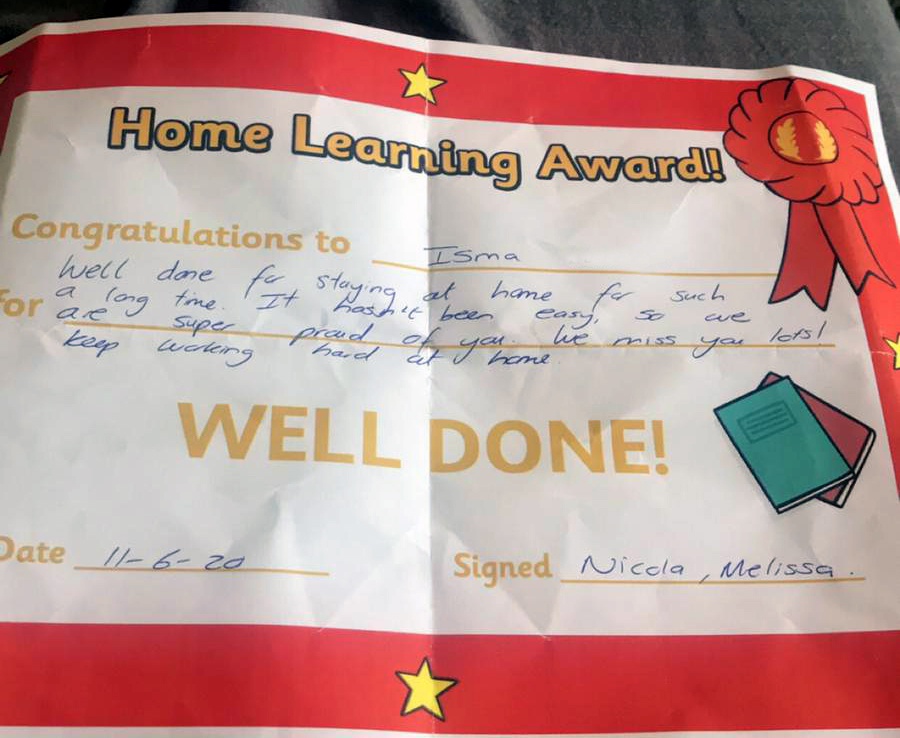 Home Learning Award!
Congratulations to Isma
Well done for staying at home for such
For a long time. It hasn't been easy, so we
are super proud of you. We miss you lots!
keep working hard at home.
WELL DONE!
Date 11-6-20
Signed Nicola, Melissa.